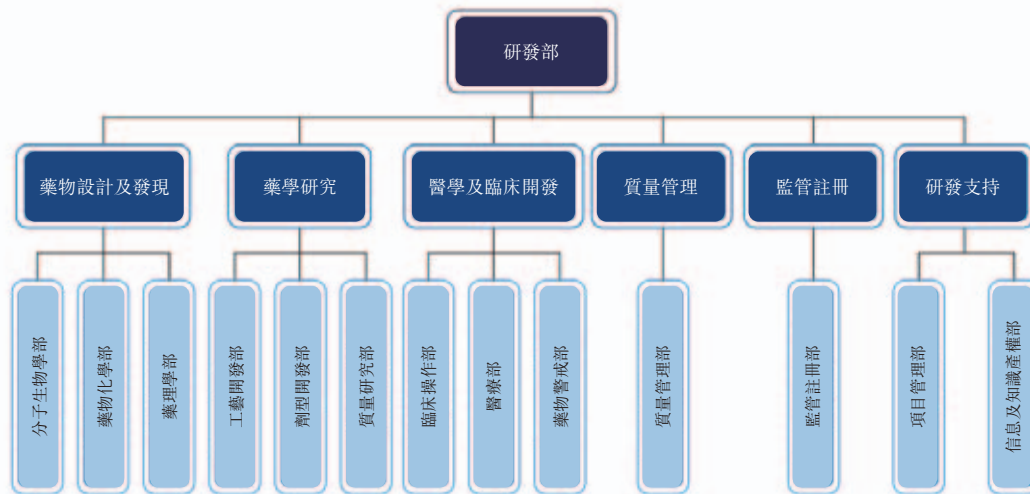 研發部
藥物設計及發現
藥學研究
醫學及臨床開發
質量管理
監管註冊
研發支持
分子生物學部
藥物化學部
藥理學部
工藝開發部
劑型開發部
質量研究部
臨床操作部
醫療部
藥物警戒部
質量管理部
監管註冊部
項目管理部
信息及知識產權部